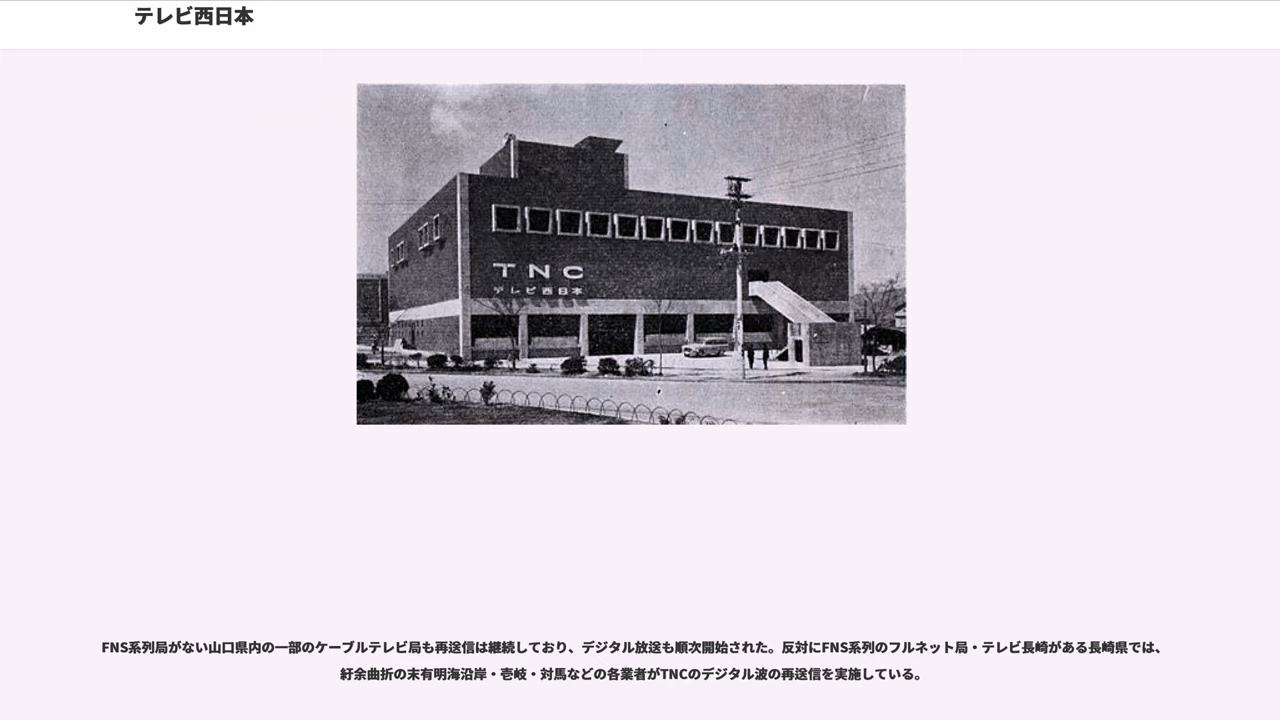 テレビ西日本
TNC
テレビ西日本
FNS系列局がない山口県内の一部のケーブルテレビ局も再送信は継続しており、デジタル放送も順次開始された。反対にFNS系列のフルネット局・テレビ長崎がある長崎県では、
紆余曲折の末有明海沿岸・壱岐・対馬などの各業者がTNCのデジタル波の再送信を実施している。